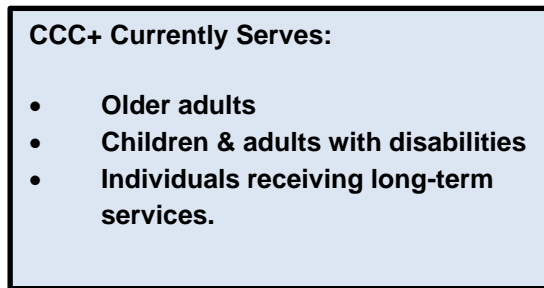 CCC+ Currently Serves:
• Older adults
• Children & adults with disabilities
• Individuals receiving long-term
services.